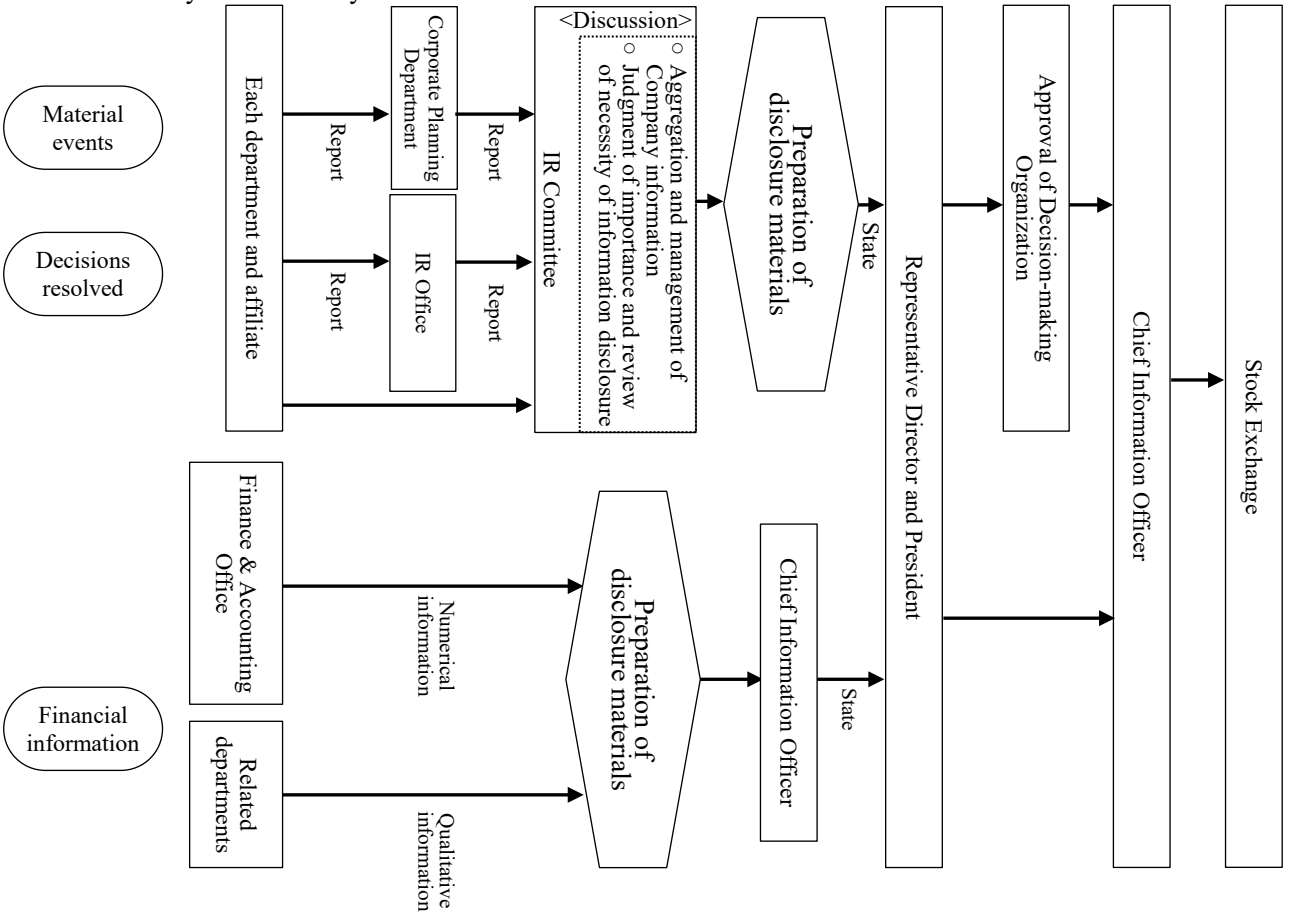 Material
events
Decisions
resolved
Financial
information
Each department and affiliate
Report
Report
Corporate Planning
Department
IR Office
Report
Report
IR Committee
<Discussion>
○ Aggregation and management of
Company information
○ Judgment of importance and review
of necessity of information disclosure
Preparation of
disclosure materials
State
Finance & Accounting
Office
Related
departments
Numerical
information
Qualitative
information
Preparation of
disclosure materials
Chief Information Officer
State
Representative Director and President
Approval of Decision-making
Organization
Chief Information Officer
Stock Exchange